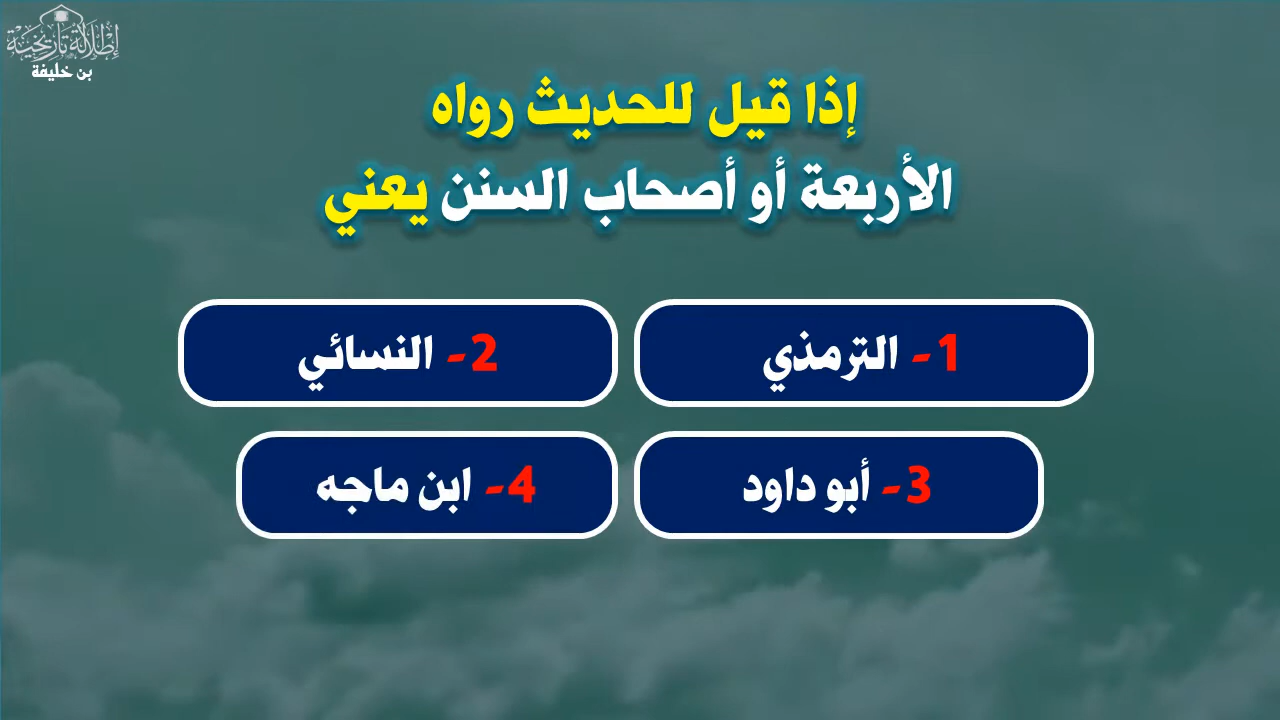 إطلالة تاريخية
بن خليفة
إذا قيل للحديث رواه
الأربعة أو أصحاب السنن يعني
1- الترمذي
2- النسائي
3- أبو داود
4- ابن ماجه